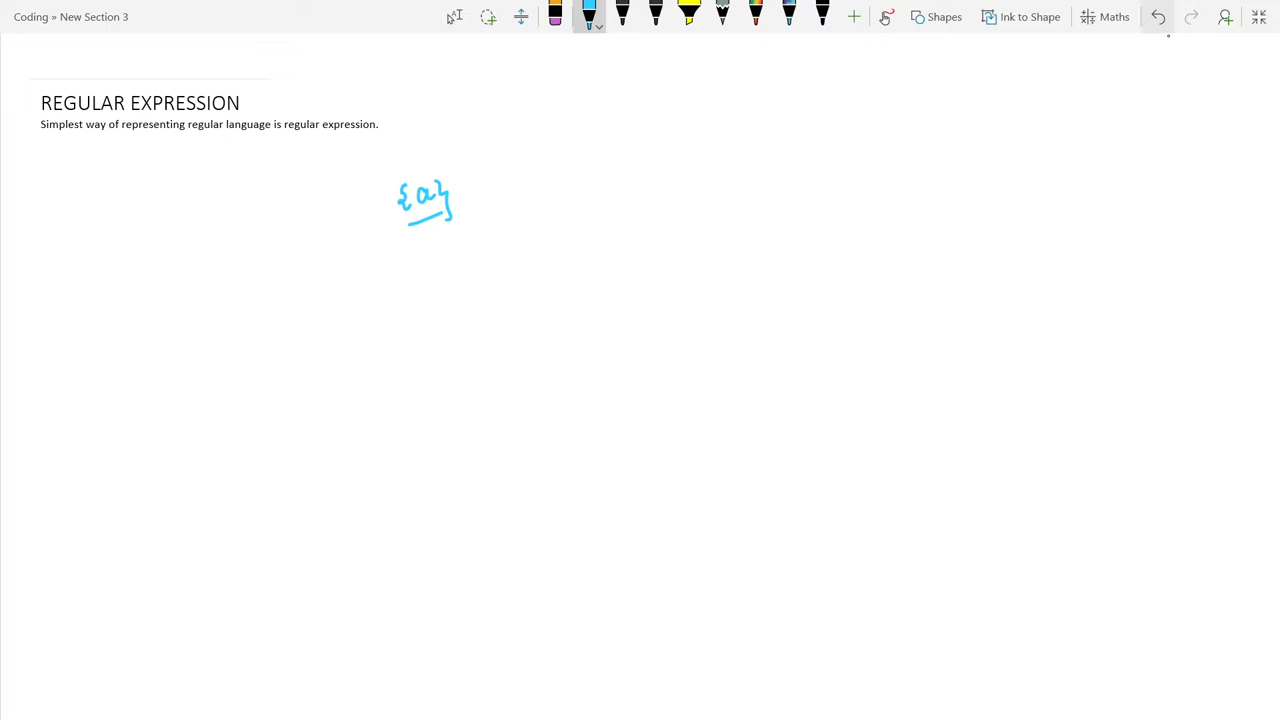 Coding » New Section 3
Shapes
Ink to Shape
Maths
REGULAR EXPRESSION
Simplest way of representing regular language is regular expression.
{a}